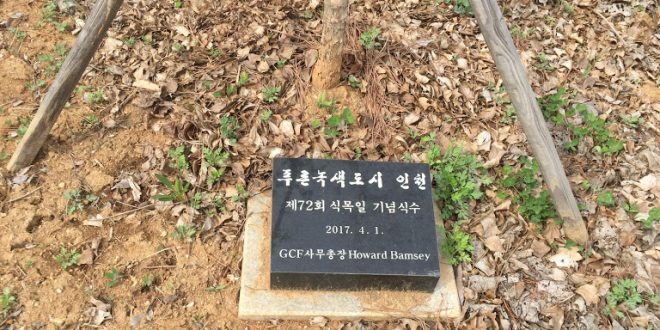 푸른녹색도시 인천
제72회 식목일 기념식수
2017. 4. 1.
GCF사무총장 Howard Bamsey